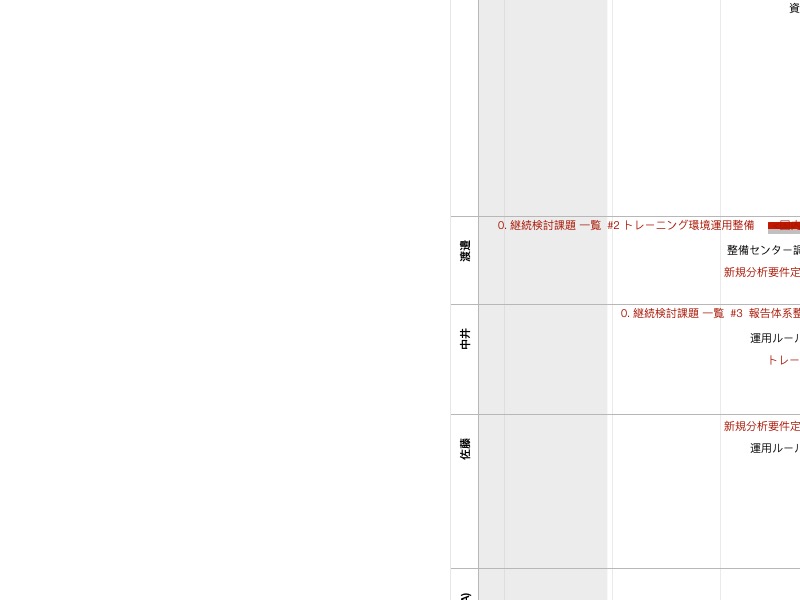 資
0. 継続検討課題 一覧 #2 トレーニング環境運用整備
渡邉
整備センター
新規分析要件定
0. 継続検討課題 一覧 #3 報告体系整
中井
運用ルール
トレー
新規分析要件定
佐藤
運用ルール